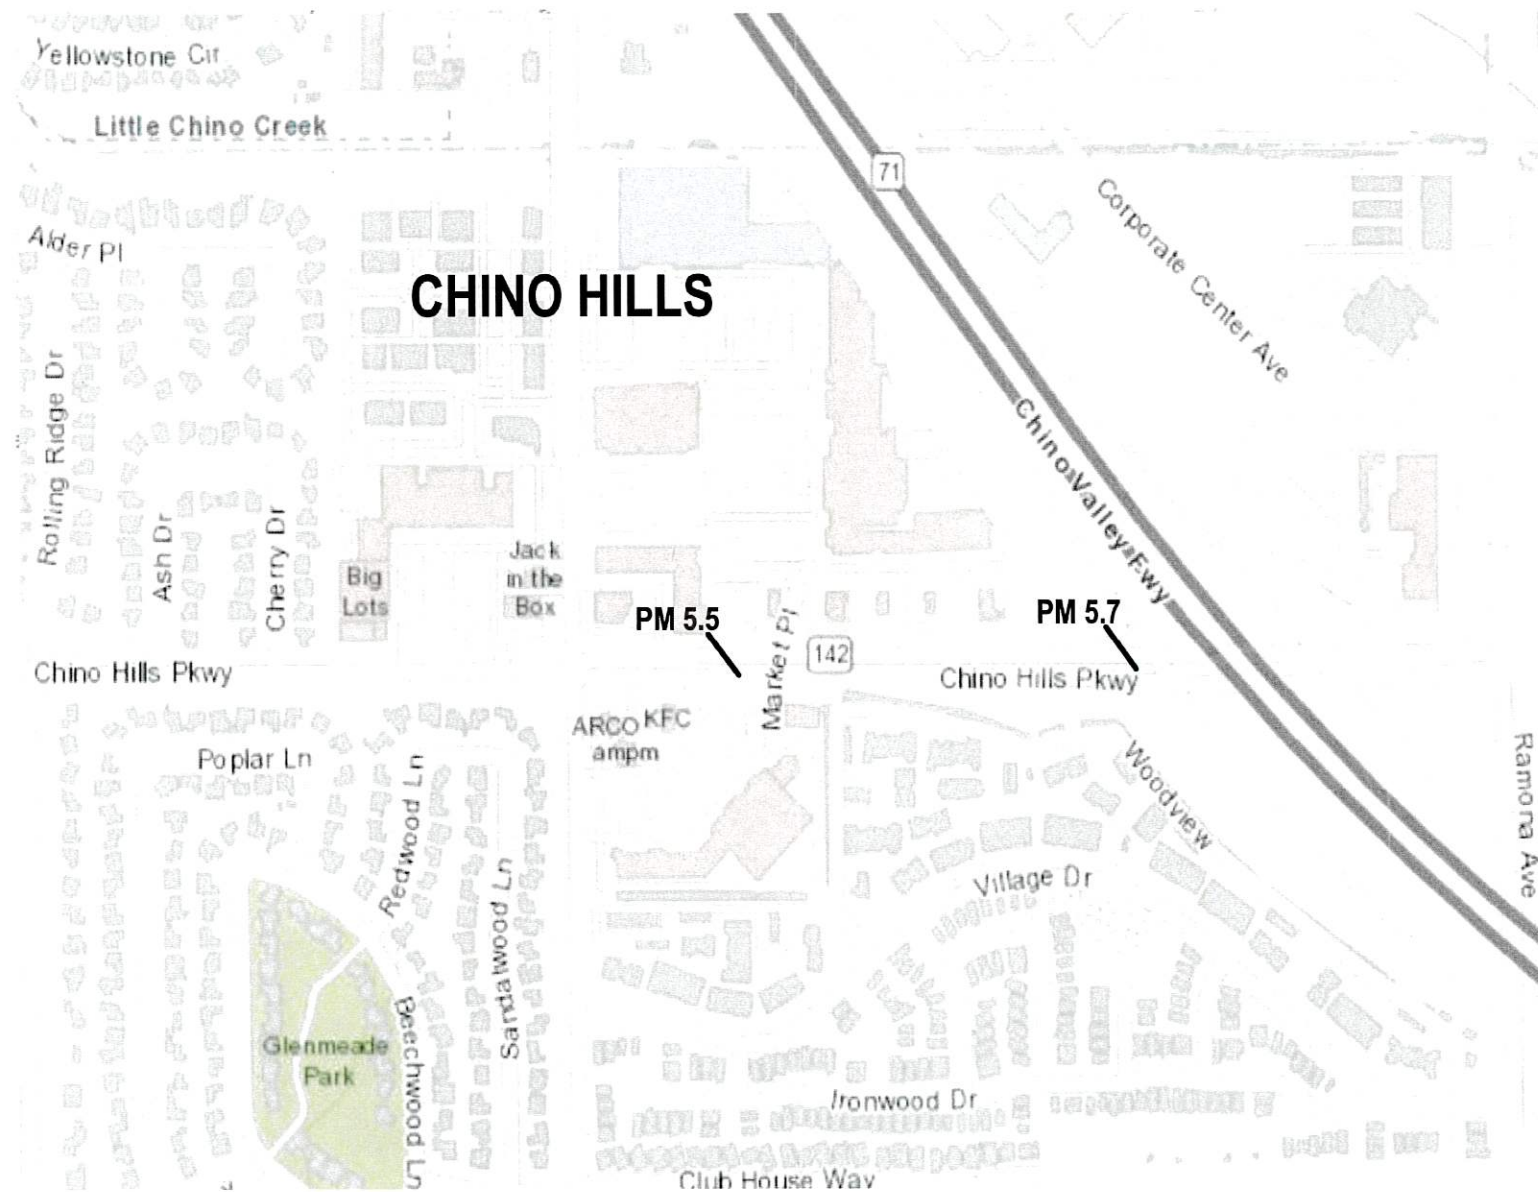 Yellowstone Cir
Little Chino Creek
71
Corporate Center Ave
Alder Pl
CHINO HILLS
Rolling Ridge Dr
Chino Valley Fwy
Ash Dr
Cherry Dr
Jack
in the
Box
Big
Lots
PM 5.5
Market Pl
142
PM 5.7
Chino Hills Pkwy
Chino Hills Pkwy
ARCO
ampm
KFC
Poplar Ln
Redwood Ln
Woodview
Ramona Ave
Village Dr
Sandalwood Ln
Beechwood Ln
Glenmeade
Park
Ironwood Dr
Club House Way